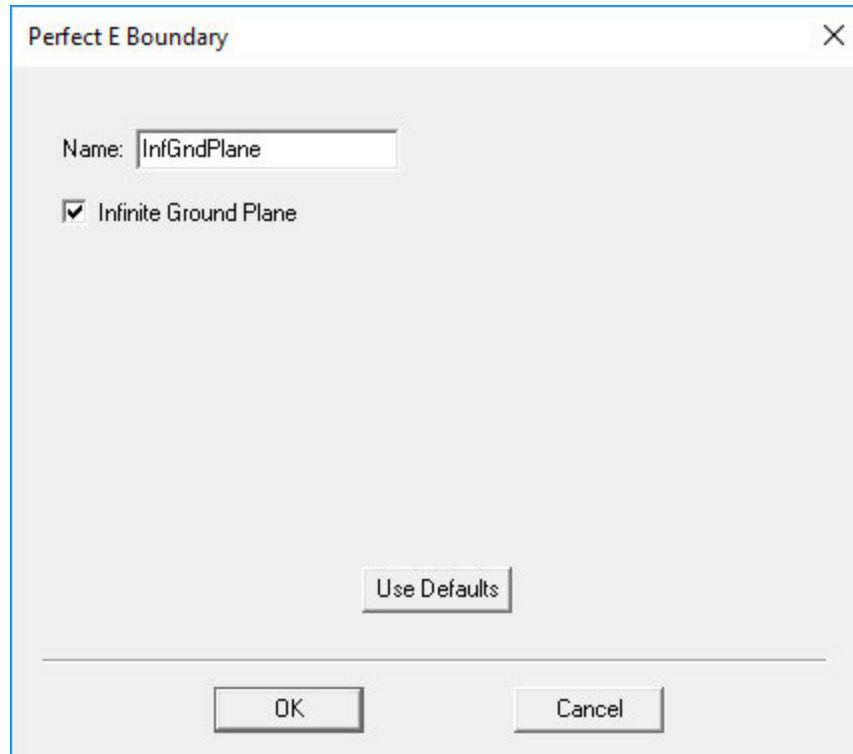 Perfect E Boundary
Name: InfGndPlane
Infinite Ground Plane
Use Defaults
OK Cancel